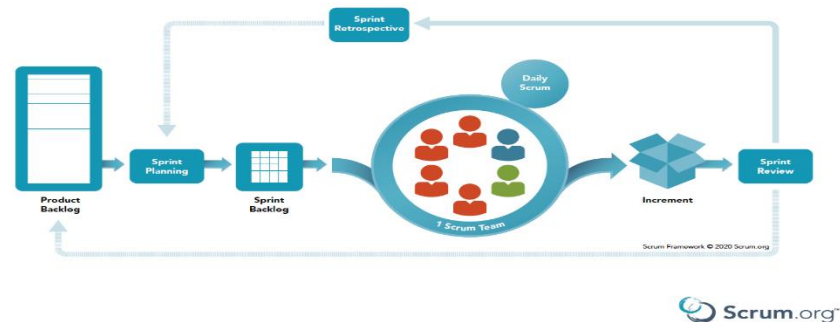 Sprint
Retrospective
Daily
Scrum
Sprint
Planning
Sprint
Review
Product
Backlog
Sprint
Backlog
Increment
1 Scrum Team
Scrum Framework © 2020 Scrum.org
Scrum.org